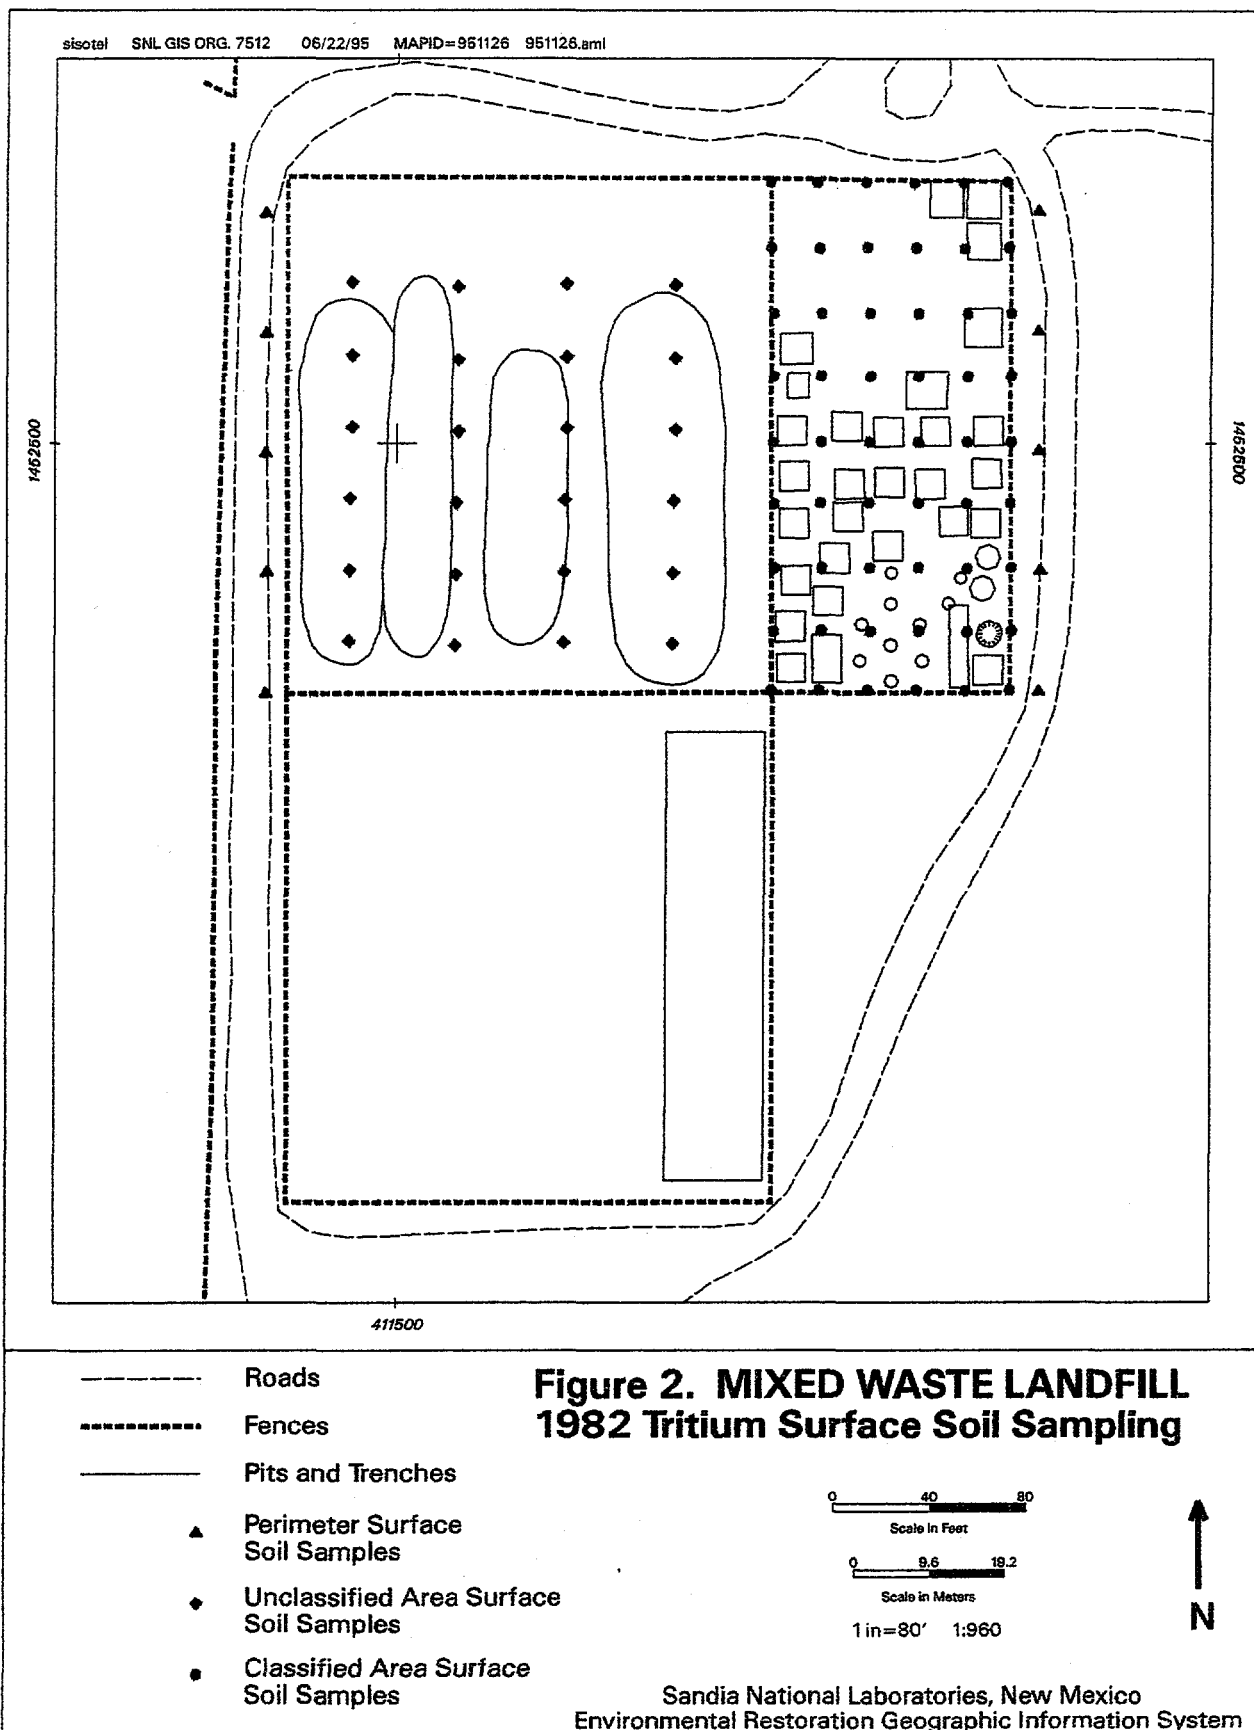 sisotel SNL GIS ORG. 7512 06/22/95 MAPID=951126 951126.aml
1452500
1452500
411500
Roads
Fences
Pits and Trenches
Perimeter Surface
Soil Samples
Unclassified Area Surface
Soil Samples
Classified Area Surface
Soil Samples
Figure 2. MIXED WASTE LANDFILL
1982 Tritium Surface Soil Sampling
0 40 80
Scale in Feet
0 9.6 19.2
Scale in Meters
1 in=80' 1:960
N
Sandia National Laboratories, New Mexico
Environmental Restoration Geographic Information System